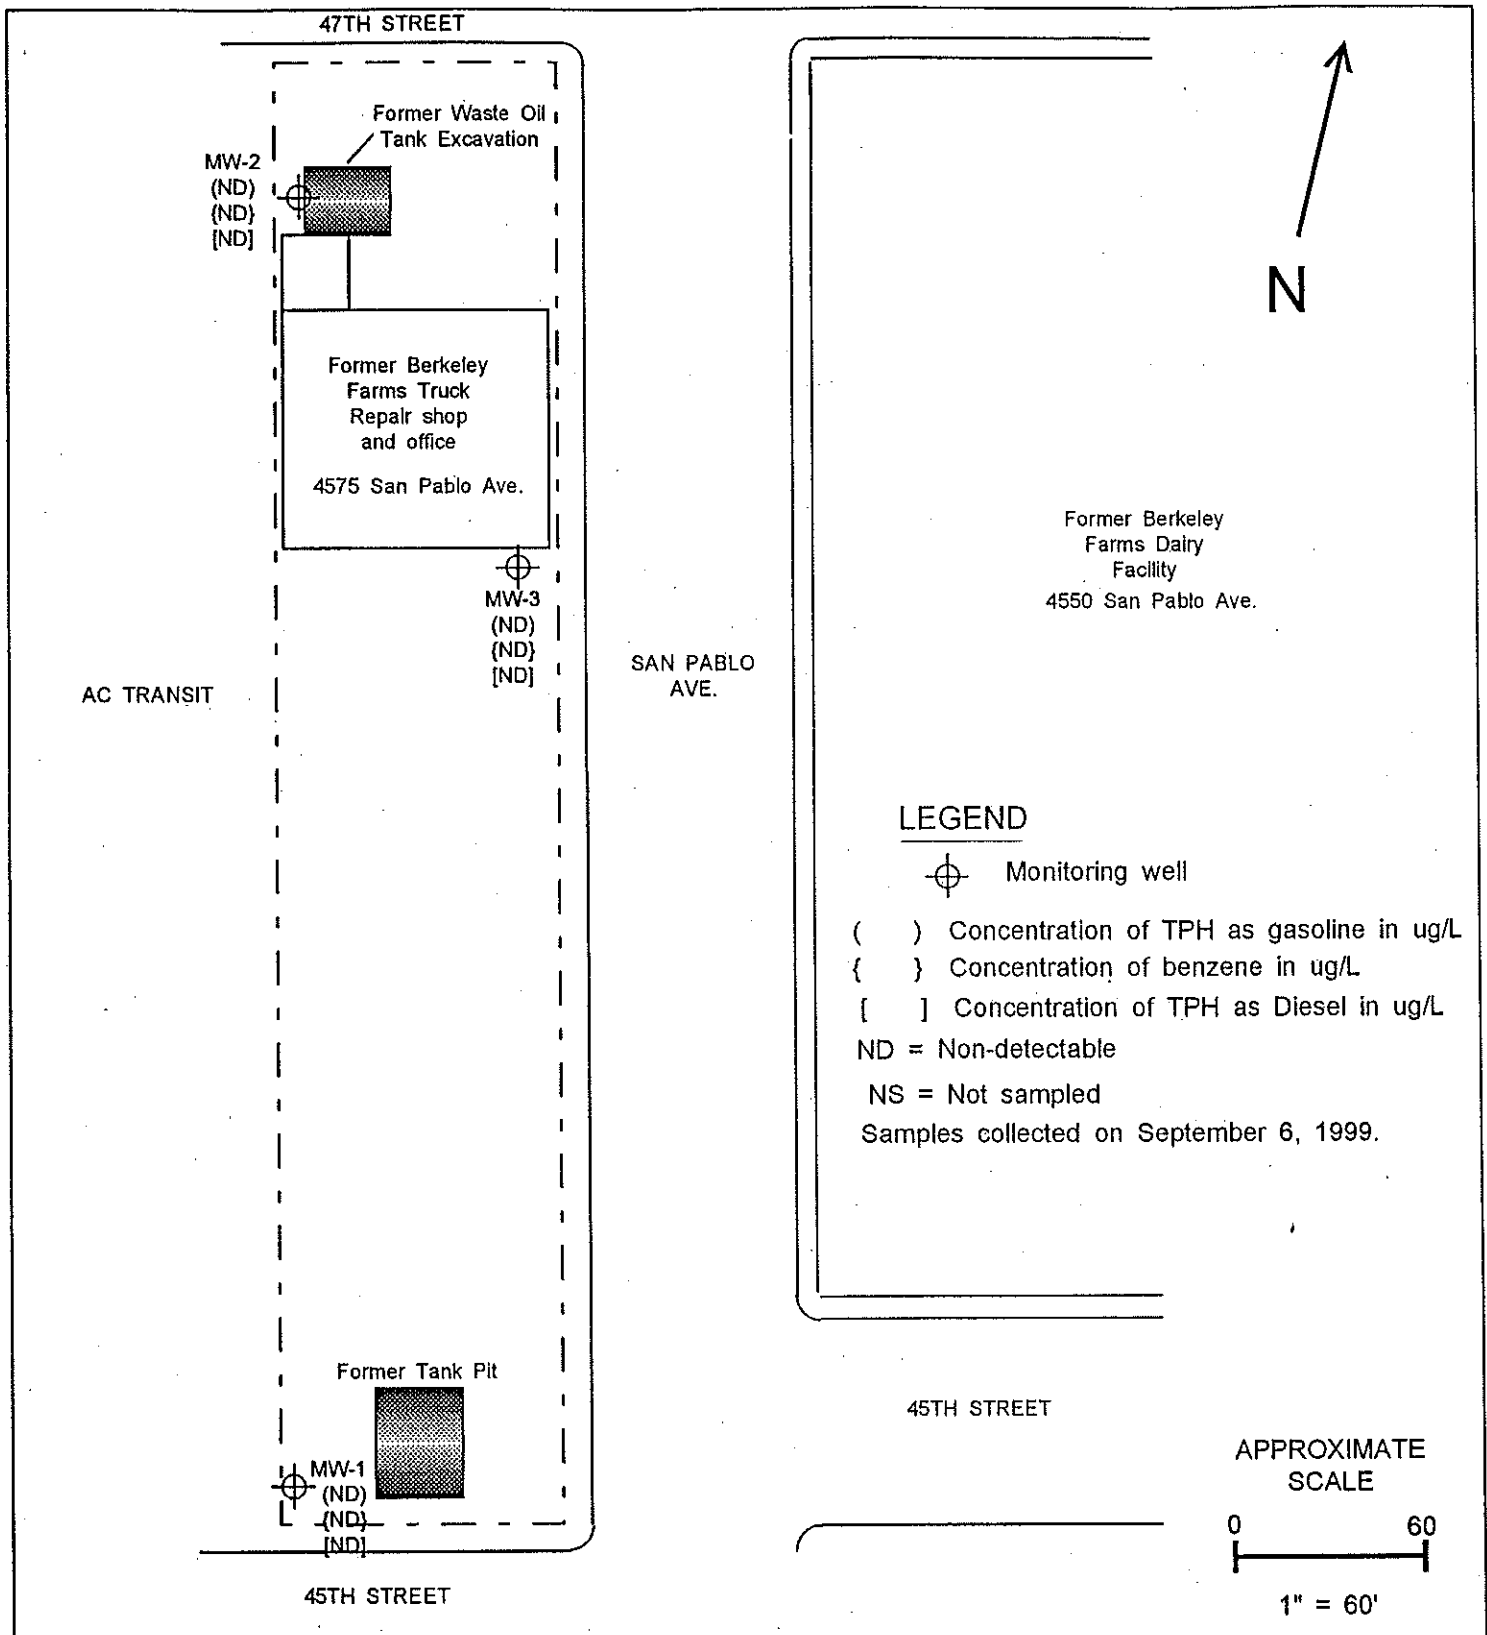 47TH STREET
Former Waste Oil
Tank Excavation
MW-2
(ND)
{ND}
[ND]
N
Former Berkeley
Farms Truck
Repair shop
and office
4575 San Pablo Ave.
Former Berkeley
Farms Dairy
Facility
4550 San Pablo Ave.
MW-3
(ND)
{ND}
[ND]
SAN PABLO
AVE.
AC TRANSIT
LEGEND
Monitoring well
( ) Concentration of TPH as gasoline in ug/L
{ } Concentration of benzene in ug/L
[ ] Concentration of TPH as Diesel in ug/L
ND = Non-detectable
NS = Not sampled
Samples collected on September 6, 1999.
Former Tank Pit
45TH STREET
MW-1
(ND)
{ND}
[ND]
APPROXIMATE
SCALE
0 60
1" = 60'
45TH STREET